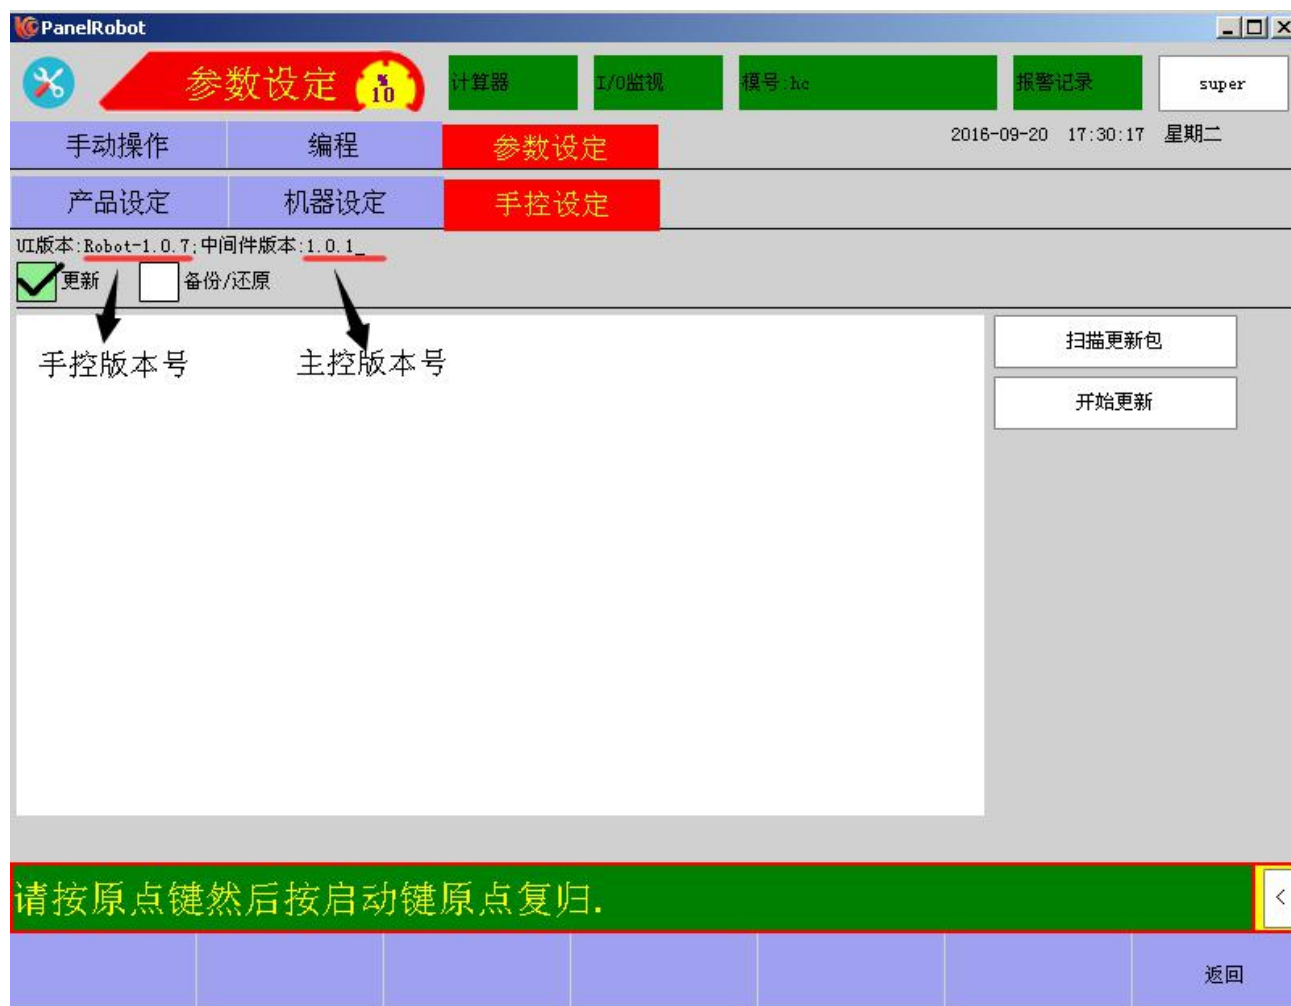 PanelRobot
参数设定 % 10 计算器 I/O监视 模号:hc 报警记录 super
手动操作 编程 参数设定 2016-09-20 17:30:17 星期二
产品设定 机器设定 手控设定
UI版本:Robot-1.0.7;中间件版本:1.0.1_
更新 备份/还原
扫描更新包
手控版本号 主控版本号
开始更新
请按原点键然后按启动键原点复归. <
返回